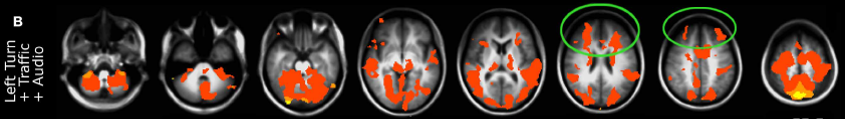 B
Left Turn
+ Traffic
+ Audio